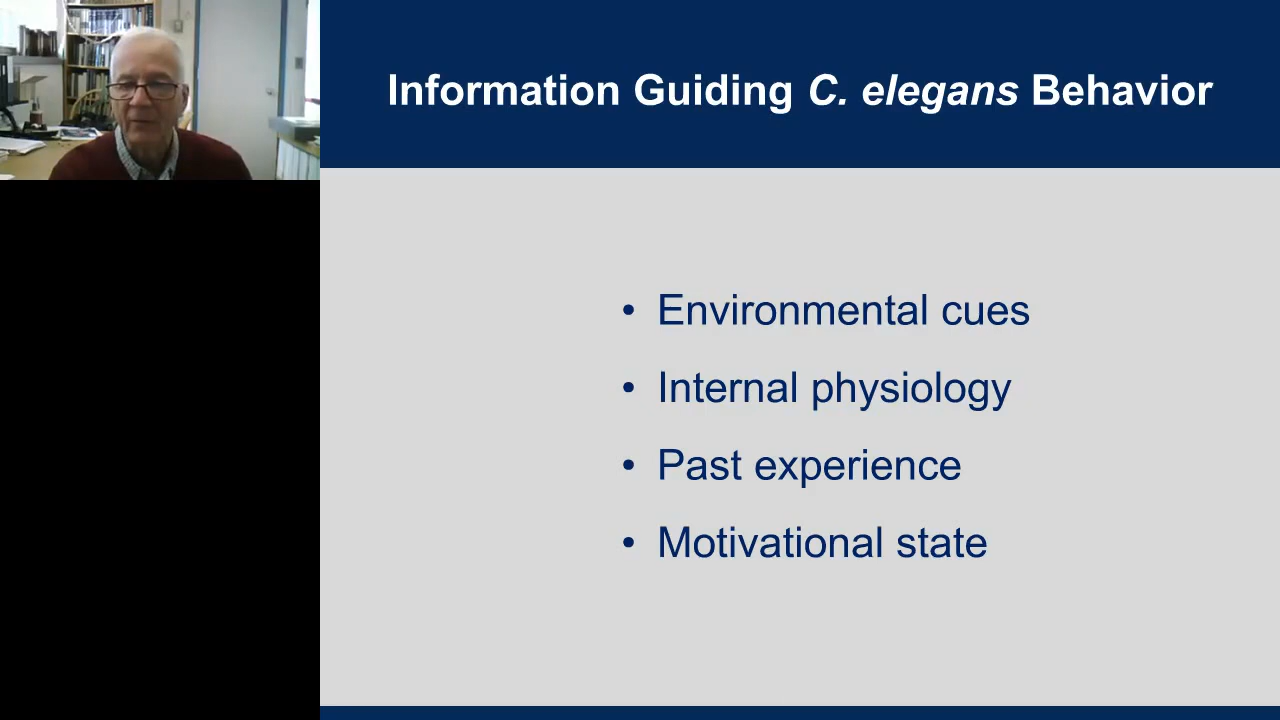 Information Guiding C. elegans Behavior
• Environmental cues
• Internal physiology
• Past experience
• Motivational state